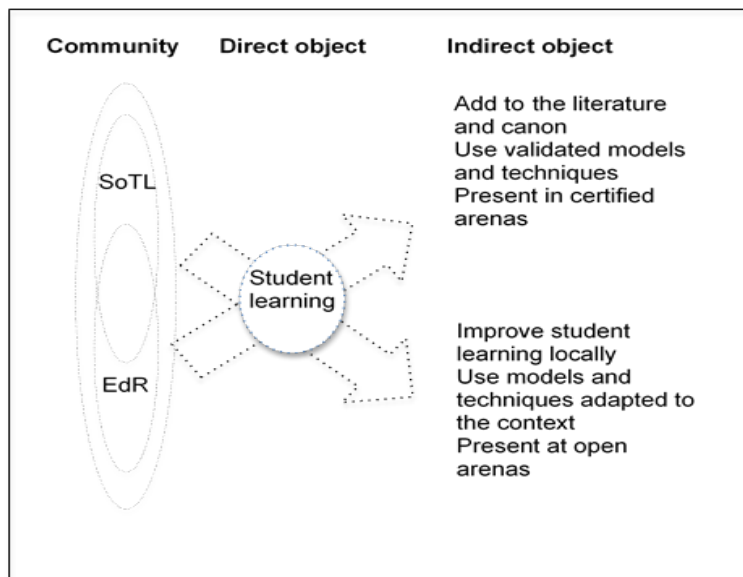 Community
Direct object
Indirect object
SoTL
EdR
Student
learning
Add to the literature
and canon
Use validated models
and techniques
Present in certified
arenas
Improve student
learning locally
Use models and
techniques adapted to
the context
Present at open
arenas